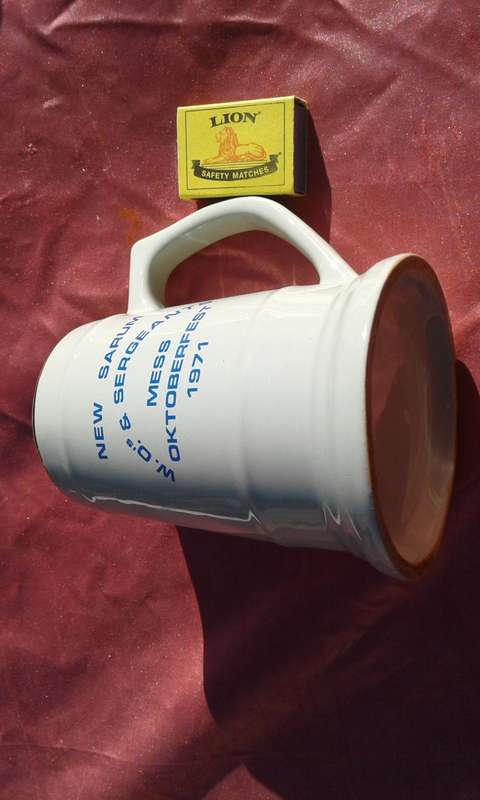 LION
SAFETY MATCHES
NEW SARUM
W.O's & SERGEANTS
MESS
OKTOBERFEST
1971